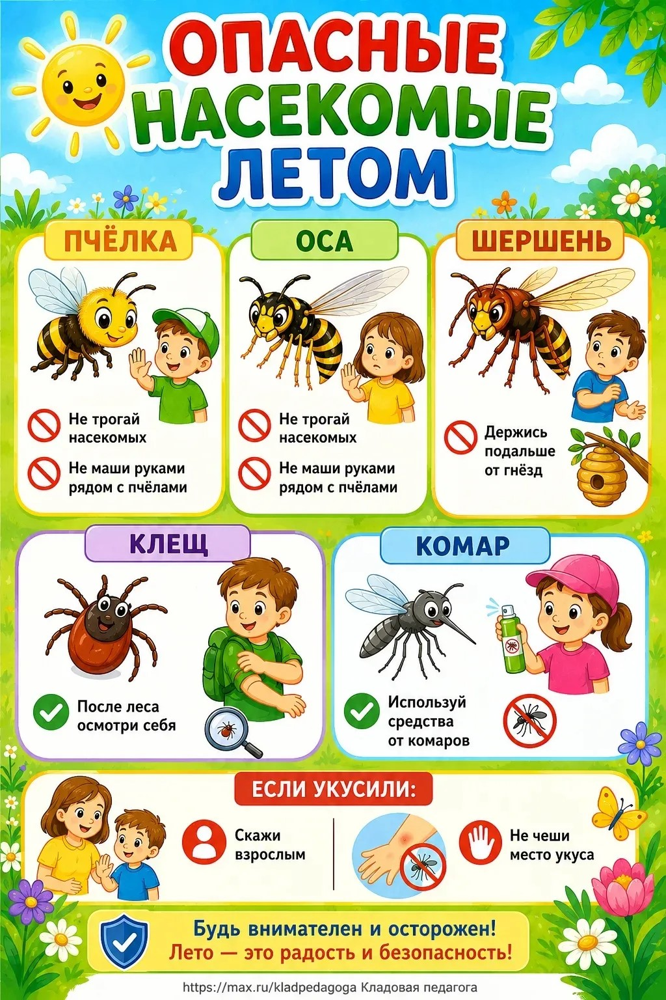 ОПАСНЫЕ
НАСЕКОМЫЕ
ЛЕТОМ
ПЧЁЛКА
Не трогай
насекомых
Не маши руками
рядом с пчёлами
ОСА
Не трогай
насекомых
Не маши руками
рядом с пчёлами
ШЕРШЕНЬ
Держись
подальше
от гнёзд
КЛЕЩ
После леса
осмотри себя
КОМАР
Используй
средства
от комаров
ЕСЛИ УКУСИЛИ:
Скажи
взрослым
Не чеши
место укуса
Будь внимателен и осторожен!
Лето — это радость и безопасность!
https://max.ru/kladpedagoga Кладовая педагога